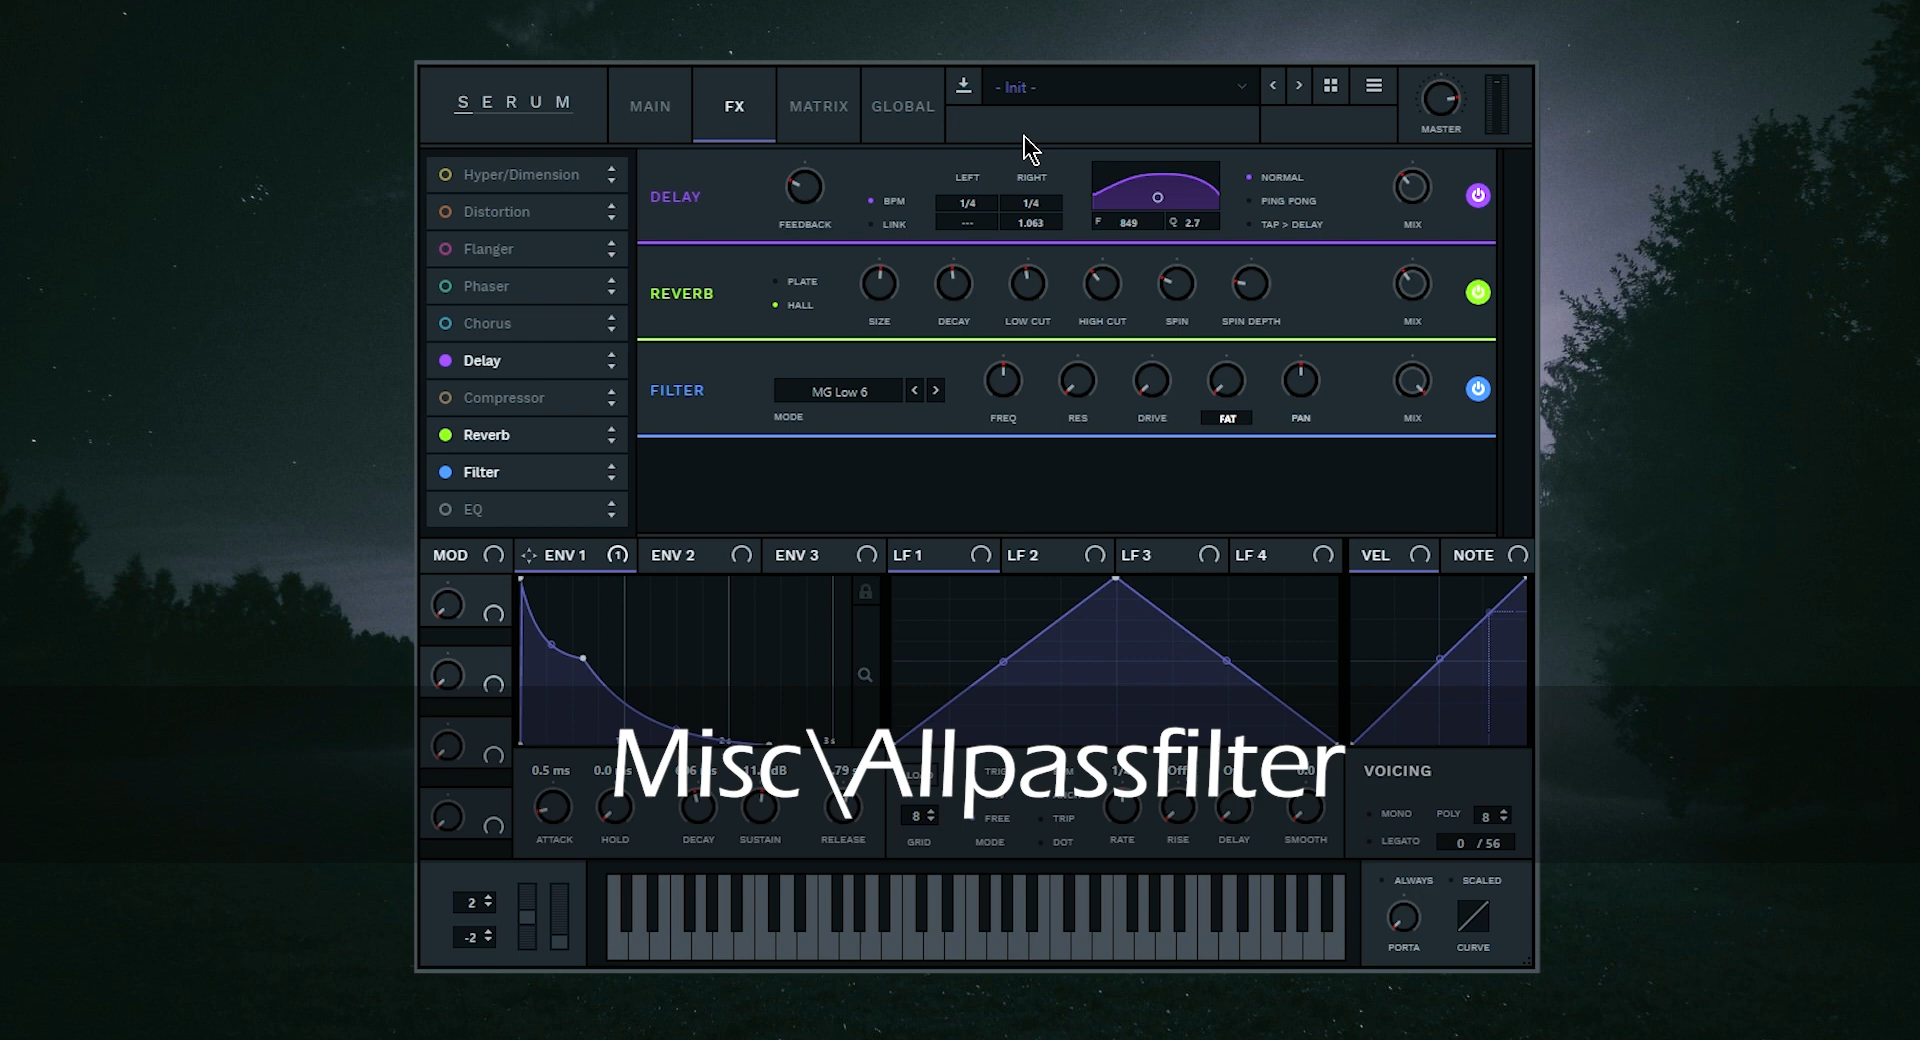 SERUM
MAIN
FX
MATRIX
GLOBAL
- Init -
MASTER
Hyper/Dimension
Distortion
Flanger
Phaser
Chorus
Delay
Compressor
Reverb
Filter
EQ
DELAY
FEEDBACK
BPM
LINK
LEFT
RIGHT
1/4
1/4
---
1.063
F 849 Q 2.7
NORMAL
PING PONG
TAP > DELAY
MIX
REVERB
PLATE
HALL
SIZE
DECAY
LOW CUT
HIGH CUT
SPIN
SPIN DEPTH
MIX
FILTER
MG Low 6
MODE
FREQ
RES
DRIVE
FAT
PAN
MIX
MOD
ENV 1
1
ENV 2
ENV 3
LF 1
LF 2
LF 3
LF 4
VEL
NOTE
3s
Misc\Allpassfilter
0.5 ms
ATTACK
HOLD
DECAY
SUSTAIN
RELEASE
8
GRID
FREE
MODE
TRIP
DOT
RATE
RISE
DELAY
SMOOTH
VOICING
MONO
POLY
8
LEGATO
0 / 56
2
-2
ALWAYS
SCALED
PORTA
CURVE